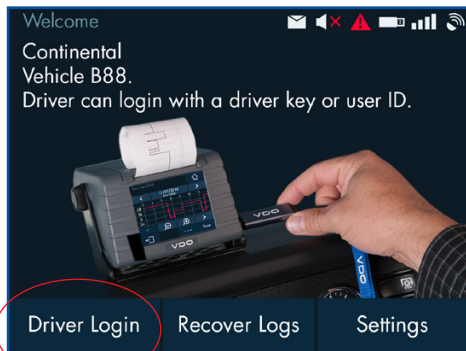 Welcome
Continental
Vehicle B88.
Driver can login with a driver key or user ID.
VDO
VDO
Driver Login
Recover Logs
Settings